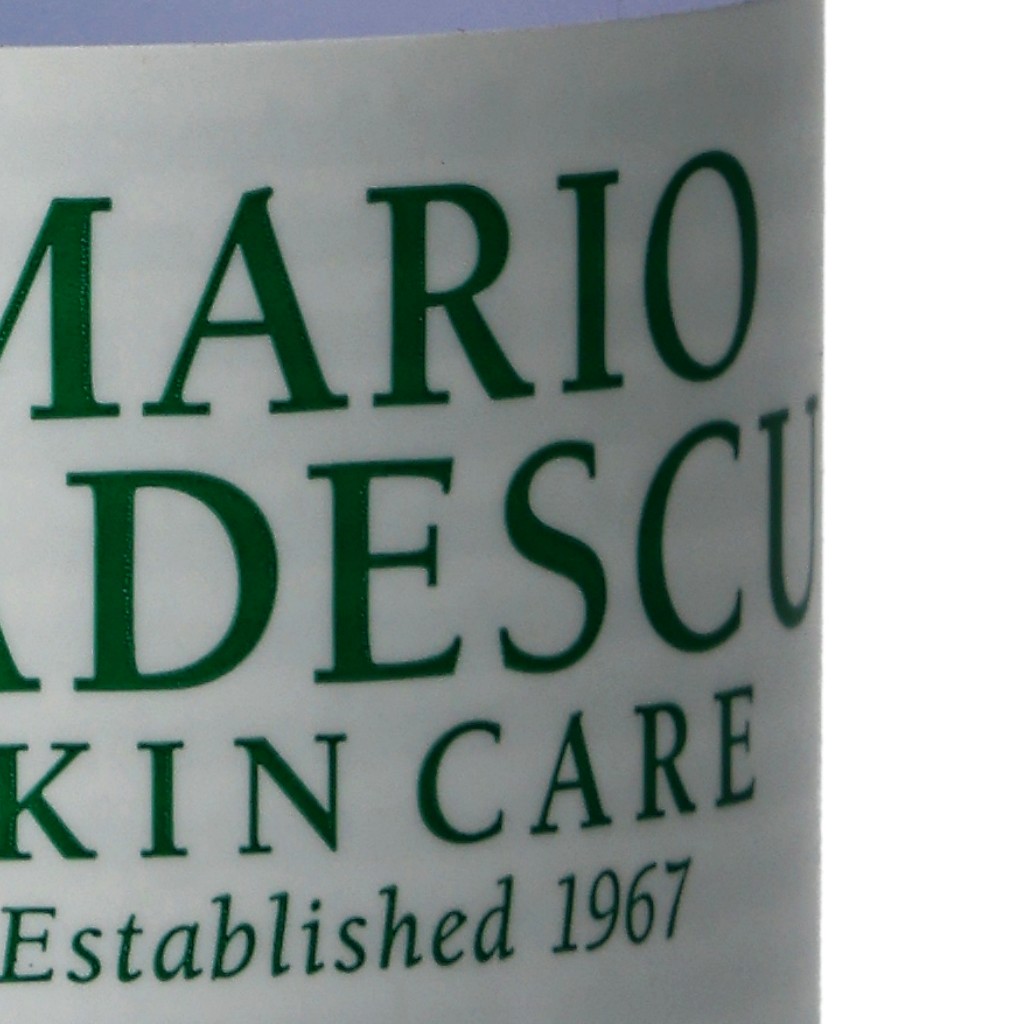 MARIO
ADESCU
KIN CARE
Established 1967